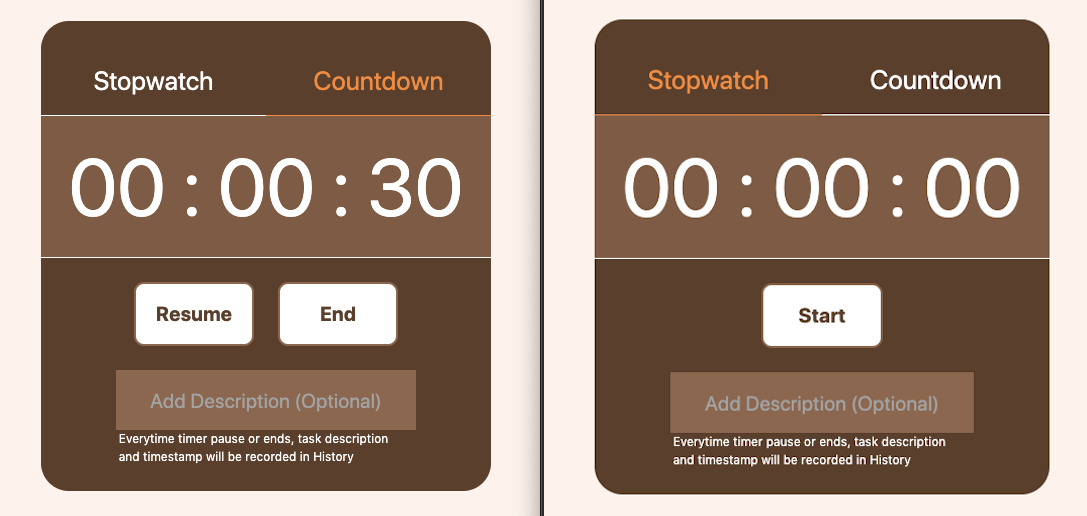 Stopwatch Countdown
00 : 00 : 30
Resume End
Add Description (Optional)
Everytime timer pause or ends, task description
and timestamp will be recorded in History
Stopwatch Countdown
00 : 00 : 00
Start
Add Description (Optional)
Everytime timer pause or ends, task description
and timestamp will be recorded in History